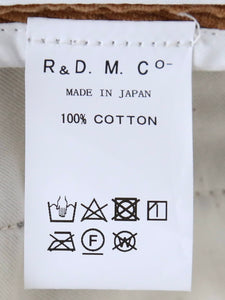 R & D. M. Co-
MADE IN JAPAN
100% COTTON
F W